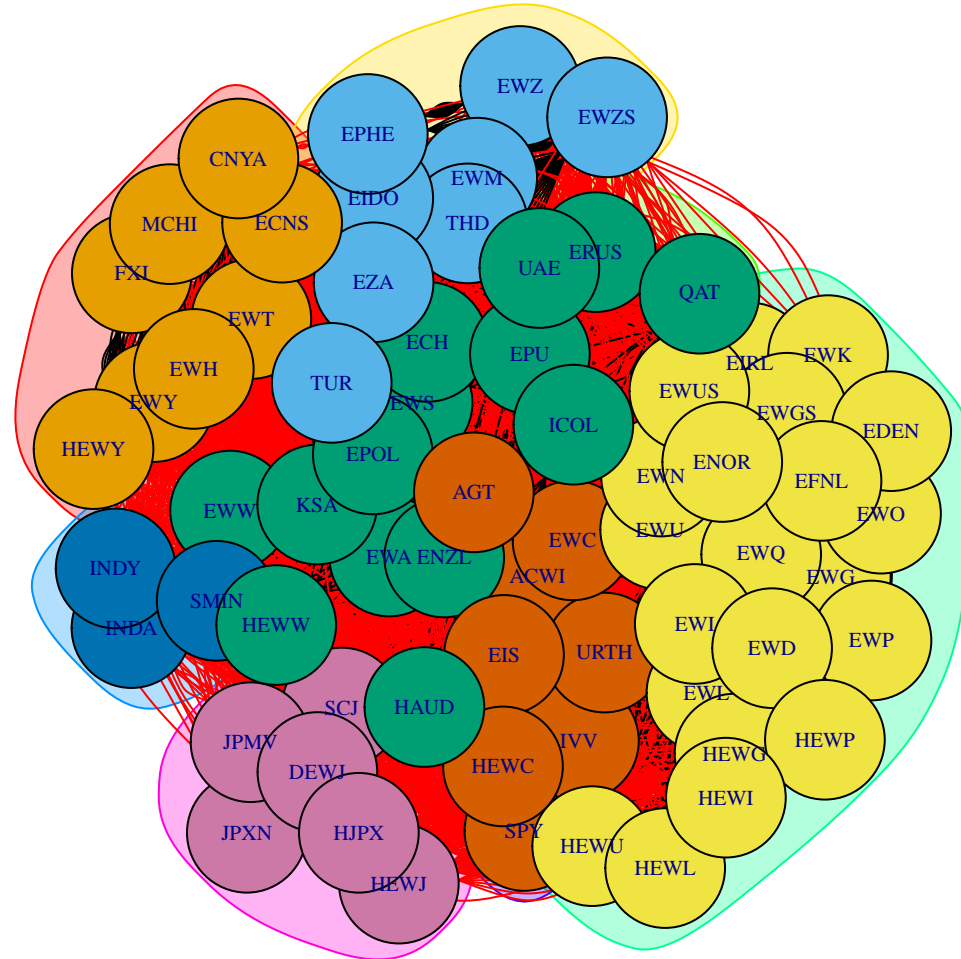 EWZ
EWZS
EPHE
CNYA
EWM
EIDO
MCHI
ECNS
THD
ERUS
UAE
FXI
EZA
QAT
EWT
ECH
EPU
EWK
EIRL
EWH
TUR
EWUS
EWY
EWS
EWGS
ICOL
EDEN
HEWY
EPOL
ENOR
EWN
EFNL
AGT
KSA
EWW
EWO
EWU
EWC
EWQ
EWA
ENZL
INDY
ACWI
EWG
SMIN
HEWW
EWI
INDA
EWP
EWD
EIS
URTH
EWL
SCJ
HAUD
JPMV
IVV
HEWP
HEWG
HEWC
DEWJ
HEWI
JPXN
HJPX
SPY
HEWU
HEWL
HEWJ